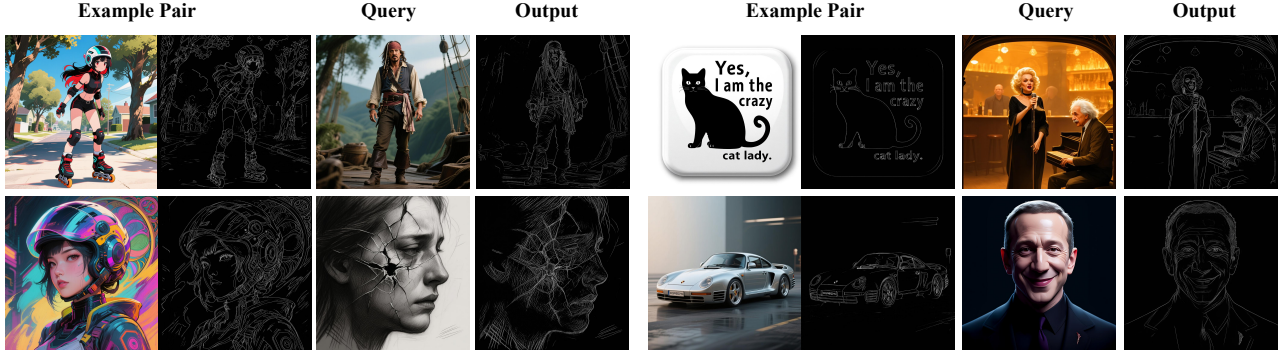 Example Pair
Query
Output
Example Pair
Query
Output
Yes,
I am the
crazy
cat lady.
Yes,
I am the
crazy
cat lady.